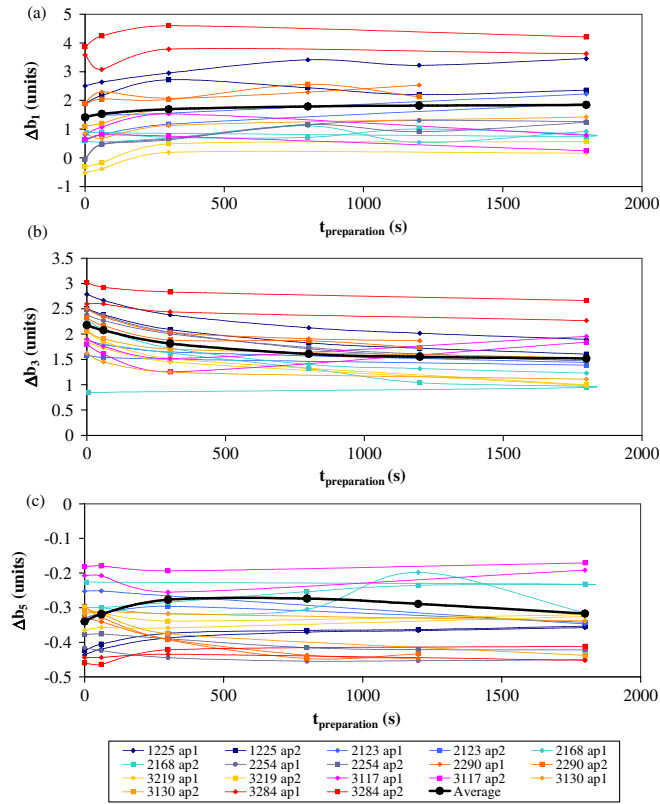 (a)
5
4
3
2
1
0
-1
0
500
1000
1500
2000
Δb1 (units)
tpreparation (s)
(b)
3.5
3
2.5
2
1.5
1
0.5
0
0
500
1000
1500
2000
Δb3 (units)
tpreparation (s)
(c)
0
-0.1
-0.2
-0.3
-0.4
-0.5
0
500
1000
1500
2000
Δb5 (units)
tpreparation (s)
1225 ap1 1225 ap2 2123 ap1 2123 ap2 2168 ap1
2168 ap2 2254 ap1 2254 ap2 2290 ap1 2290 ap2
3219 ap1 3219 ap2 3117 ap1 3117 ap2 3130 ap1
3130 ap2 3284 ap1 3284 ap2 Average